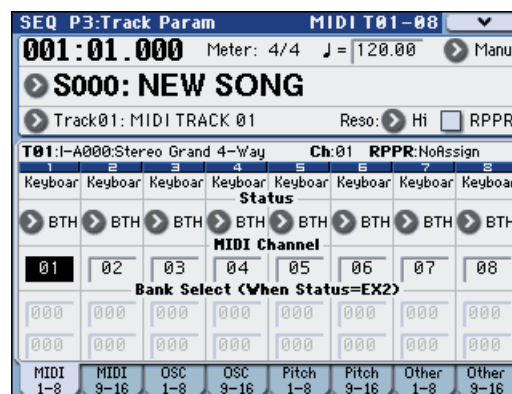 SEQ P3:Track Param MIDI T01-08
001:01.000 Meter: 4/4 ♩= 120.00 Manu
S000: NEW SONG
Track01: MIDI TRACK 01 Reso: Hi RPPR
T01:I-A000:Stereo Grand 4-Way Ch:01 RPPR:NoAssign
1 2 3 4 5 6 7 8
Keyboar Keyboar Keyboar Keyboar Keyboar Keyboar Keyboar Keyboar
Status
BTH BTH BTH BTH BTH BTH BTH BTH
MIDI Channel
01 02 03 04 05 06 07 08
Bank Select (When Status=EX2)
000 000 000 000 000 000 000 000
000 000 000 000 000 000 000 000
MIDI 1-8 MIDI 9-16 OSC 1-8 OSC 9-16 Pitch 1-8 Pitch 9-16 Other 1-8 Other 9-16